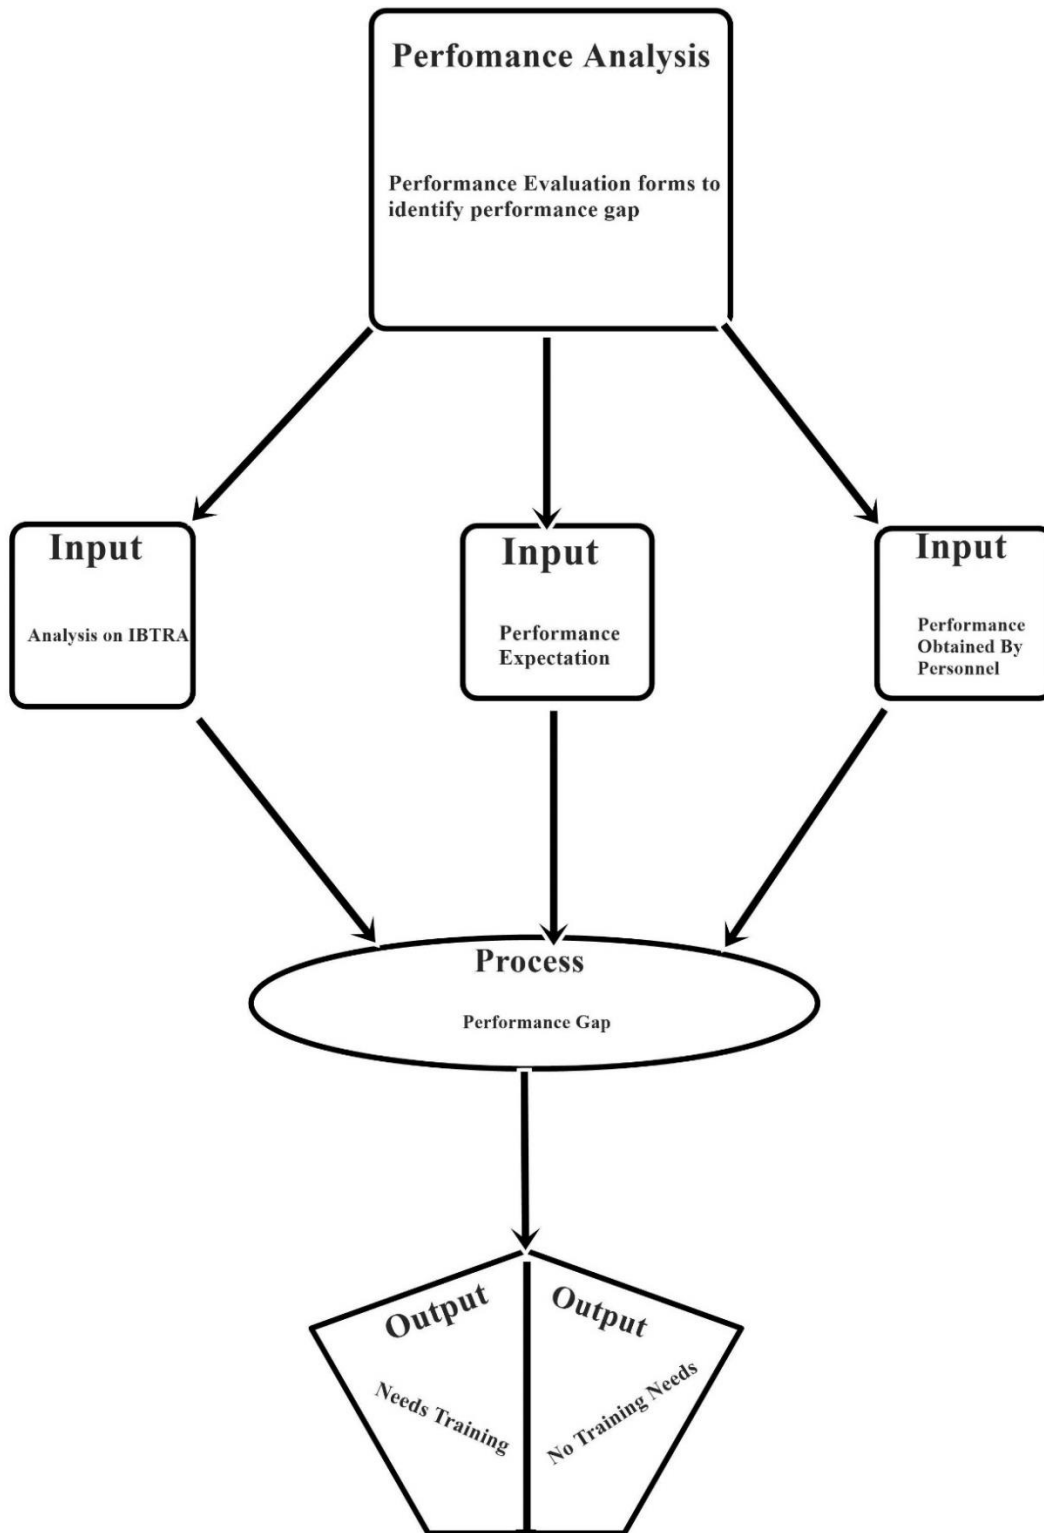 Perfomance Analysis
Performance Evaluation forms to
identify performance gap
Input
Analysis on IBTRA
Input
Performance
Expectation
Input
Performance
Obtained By
Personnel
Process
Performance Gap
Output
Needs Training
Output
No Training Needs